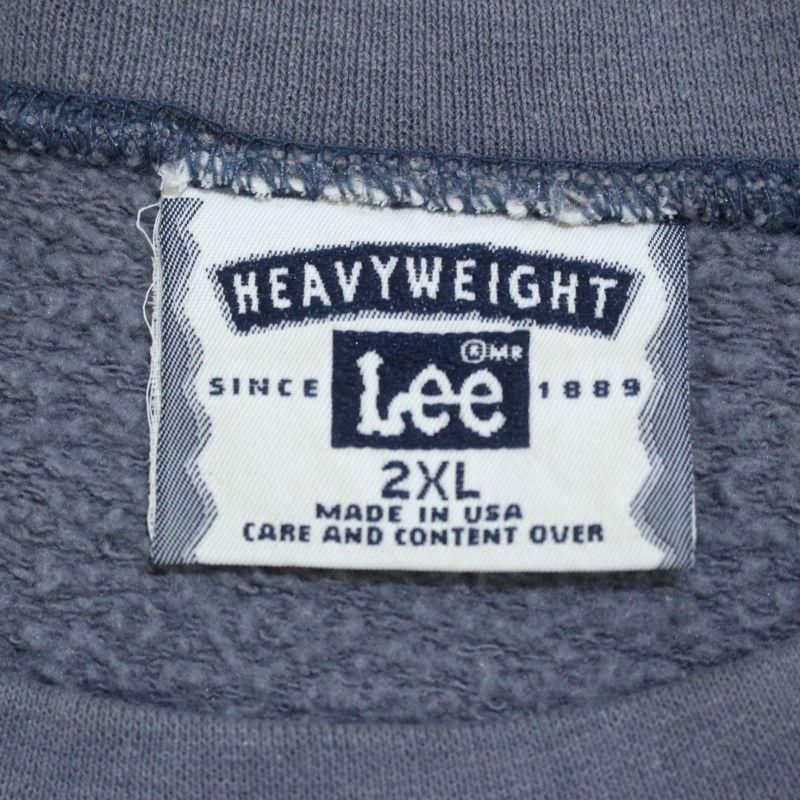 HEAVYWEIGHT
®MR
Lee
SINCE 1889
2XL
MADE IN USA
CARE AND CONTENT OVER